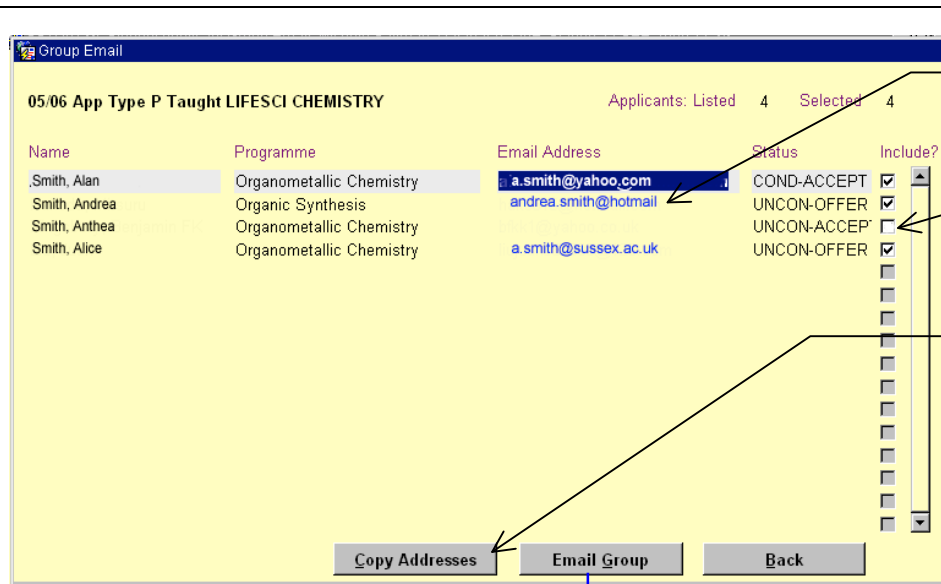 Group Email
05/06 App Type P Taught LIFESCI CHEMISTRY Applicants: Listed 4 Selected 4
Name Programme Email Address Status Include?
Smith, Alan Organometallic Chemistry a.smith@yahoo.com COND-ACCEPT
Smith, Andrea Organic Synthesis andrea.smith@hotmail UNCON-OFFER
Smith, Anthea Organometallic Chemistry UNCON-ACCEP
Smith, Alice Organometallic Chemistry a.smith@sussex.ac.uk UNCON-OFFER
Copy Addresses Email Group Back